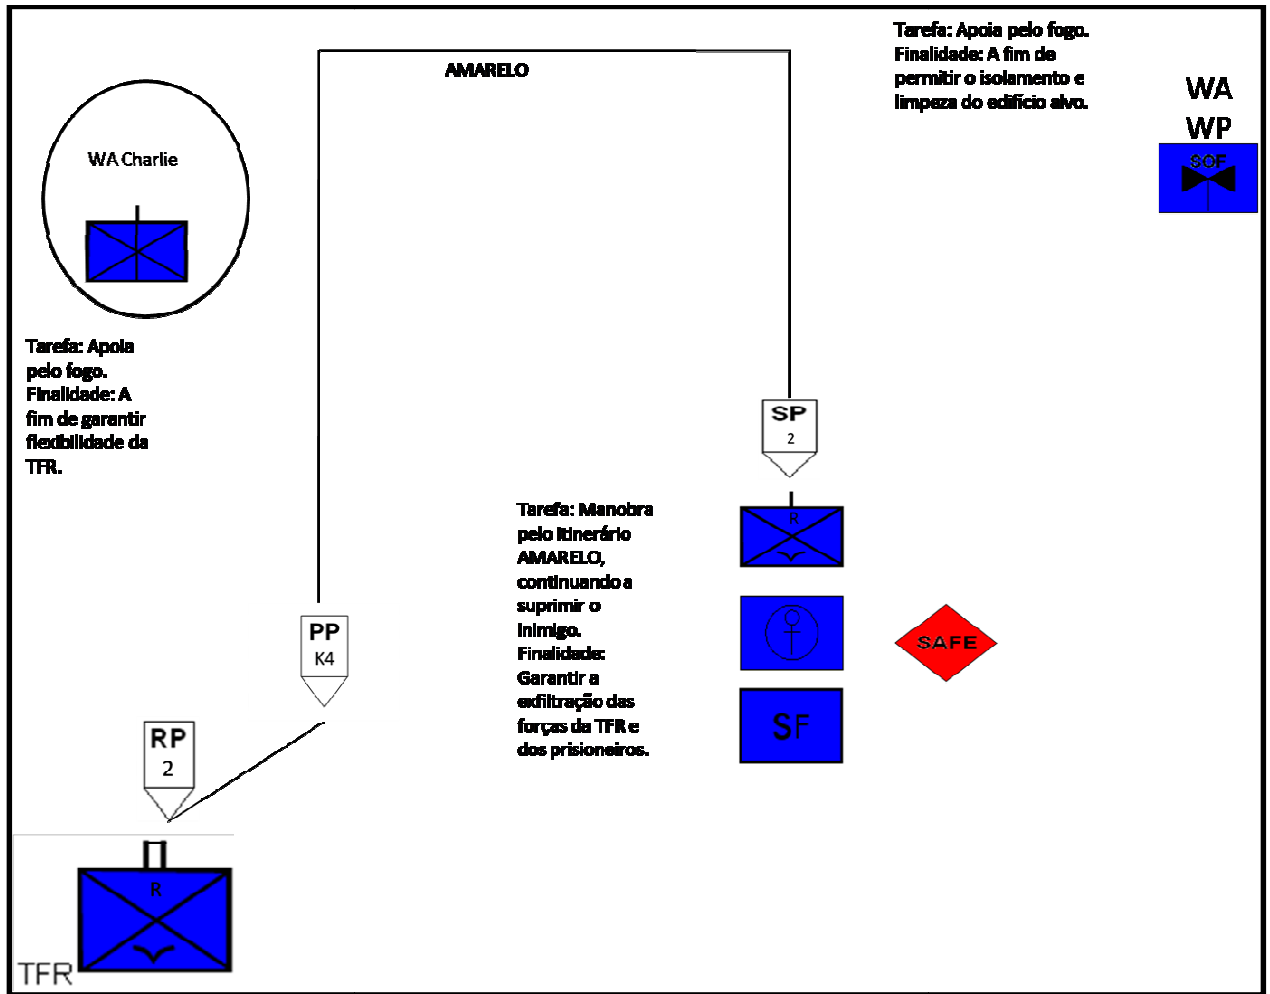 AMARELO
Tarefa: Apoia pelo fogo.
Finalidade: A fim de
permitir o isolamento e
limpeza do edifício alvo.
WA
WP
SOF
WA Charlie
Tarefa: Apoia
pelo fogo.
Finalidade: A
fim de garantir
flexibilidade da
TFR.
SP
2
Tarefa: Manobra
pelo Itinerário
AMARELO,
continuando a
suprimir o
inimigo.
Finalidade:
Garantir a
exfiltração das
forças da TFR e
dos prisioneiros.
R
SAFE
SF
PP
K4
RP
2
R
TFR